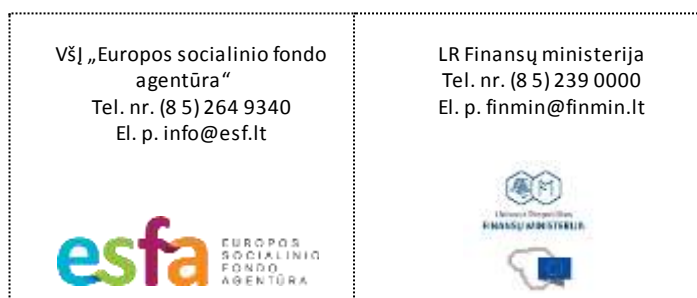 VšĮ „Europos socialinio fondo
agentūra“
Tel. nr. (8 5) 264 9340
El. p. info@esf.lt
esfa
EUROPOS
SOCIALINIO
FONDO
AGENTŪRA
LR Finansų ministerija
Tel. nr. (8 5) 239 0000
El. p. finmin@finmin.lt
FINANSŲ MINISTERIJA